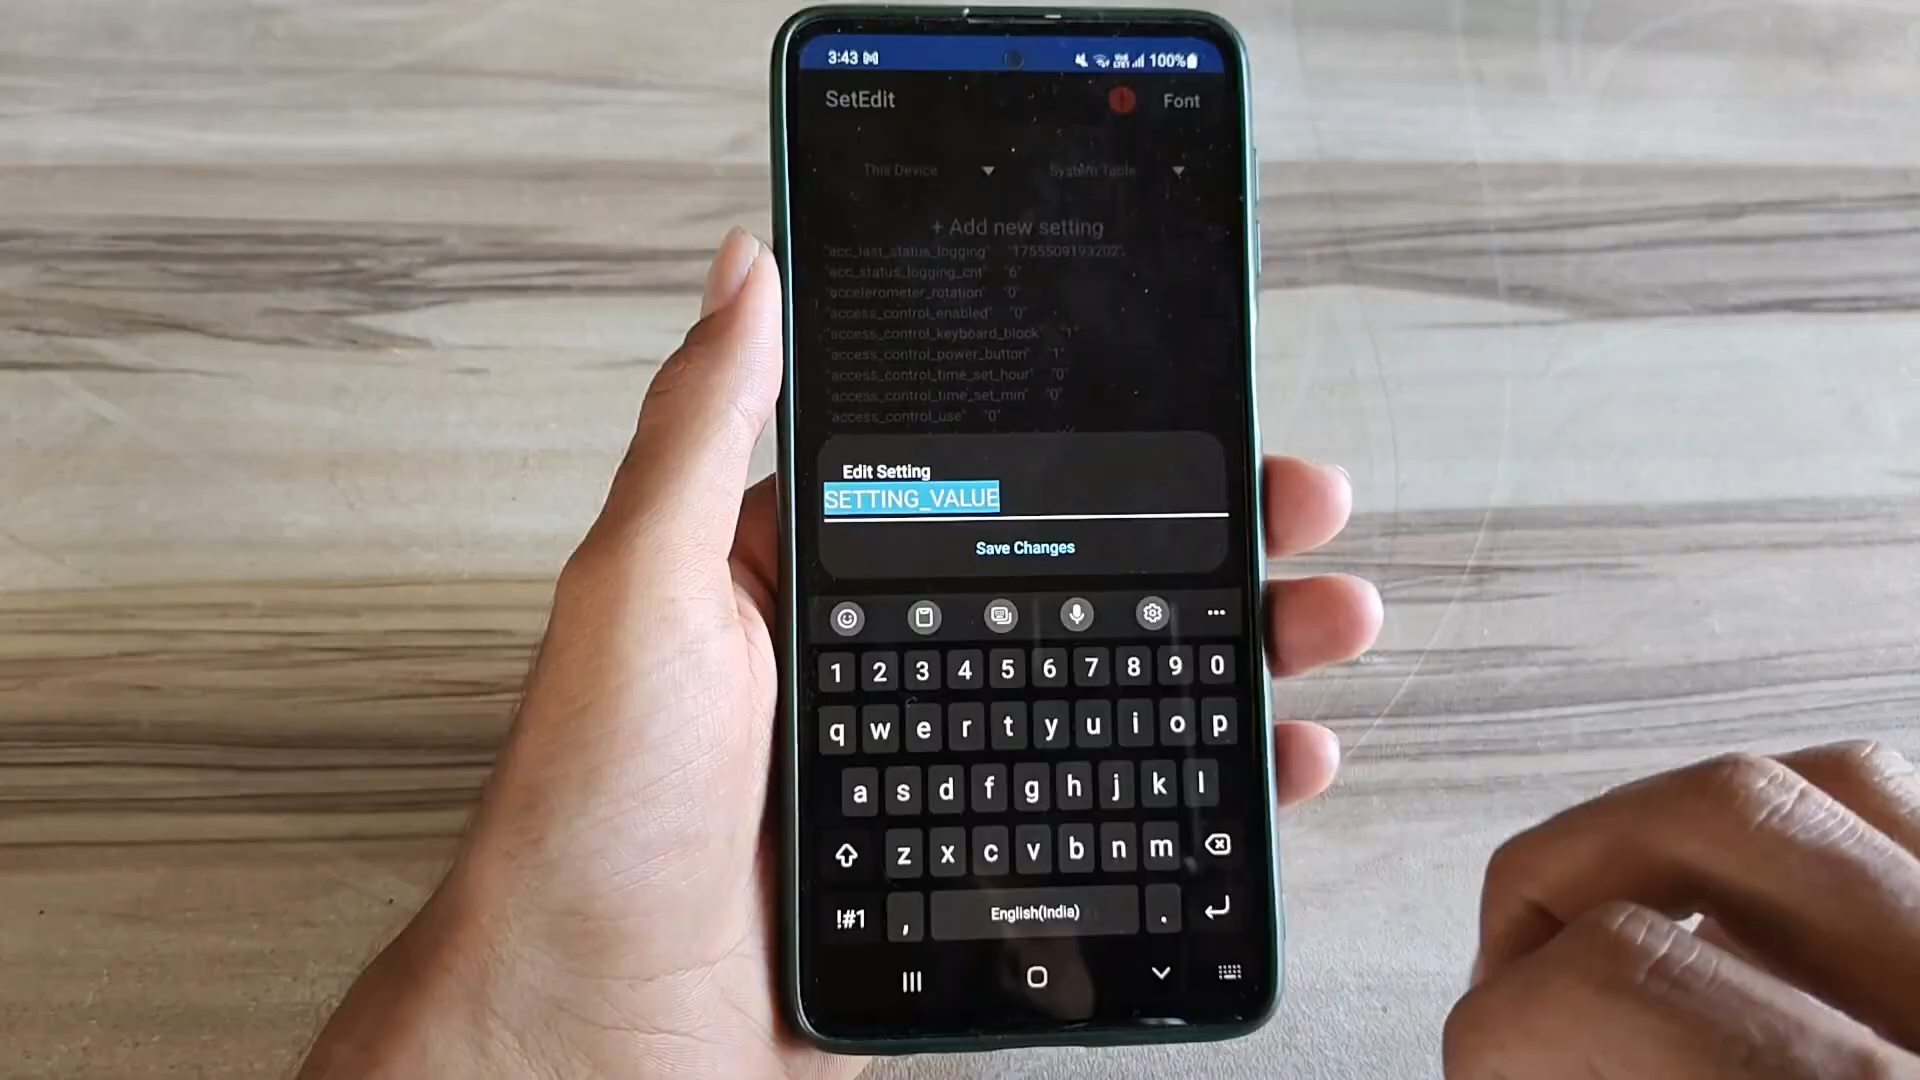 3:43 100%
SetEdit Font
This Device System Table
+ Add new setting
"acc_last_status_logging" "1755509193202"
"acc_status_logging_cnt" "6"
"accelerometer_rotation" "0"
"access_control_enabled" "0"
"access_control_keyboard_block" "1"
"access_control_power_button" "1"
"access_control_time_set_hour" "0"
"access_control_time_set_min" "0"
"access_control_use" "0"
Edit Setting
SETTING_VALUE
Save Changes
1 2 3 4 5 6 7 8 9 0
q w e r t y u i o p
a s d f g h j k l
z x c v b n m
!#1 , English(India) .